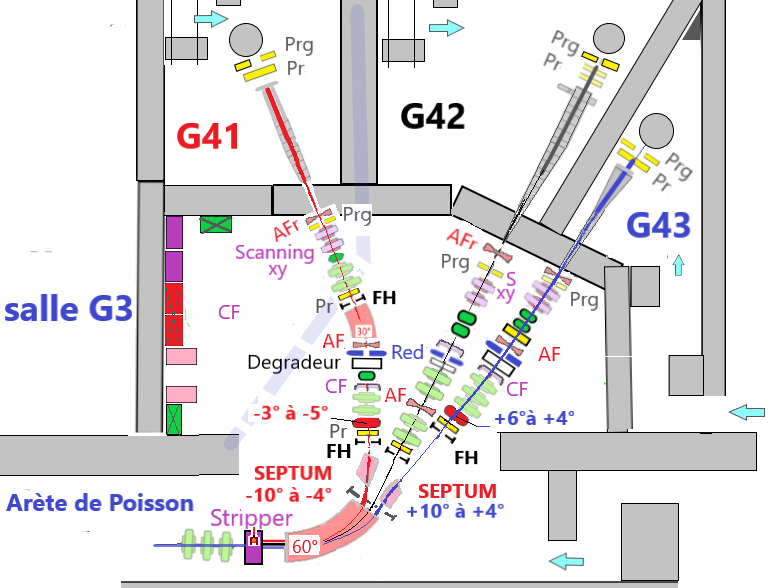 Prg
Pr
G41
G42
Prg
Pr
Prg
Pr
G43
AFr
Prg
Scanning
xy
AFr
Prg
S
xy
Prg
salle G3
CF
Pr
FH
30°
AF
Red
AF
Degradeur
CF
AF
CF
-3° à -5°
+6°à +4°
Pr
FH
FH
SEPTUM
-10° à -4°
SEPTUM
+10° à +4°
Arète de Poisson
Stripper
60°